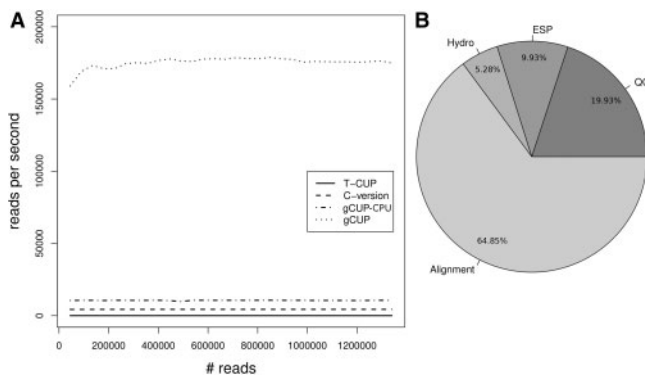 A
reads per second
200000
150000
100000
50000
0
T-CUP
C-version
gCUP-CPU
gCUP
0 200000 400000 600000 800000 1000000 1200000
# reads
B
ESP
Hydro
9.93%
5.28%
19.93%
64.85%
Alignment